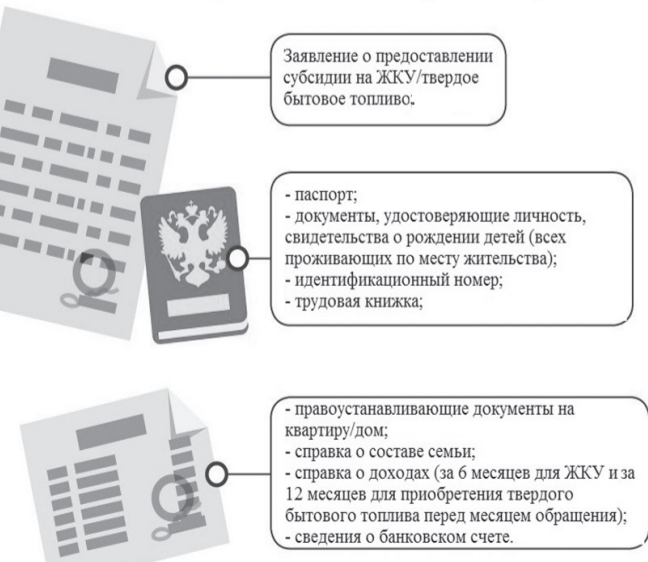 Заявление о предоставлении
субсидии на ЖКУ/твердое
бытовое топливо.
- паспорт;
- документы, удостоверяющие личность,
свидетельства о рождении детей (всех
проживающих по месту жительства);
- идентификационный номер;
- трудовая книжка;
- правоустанавливающие документы на
квартиру/дом;
- справка о составе семьи;
- справка о доходах (за 6 месяцев для ЖКУ и за
12 месяцев для приобретения твердого
бытового топлива перед месяцем обращения);
- сведения о банковском счете.